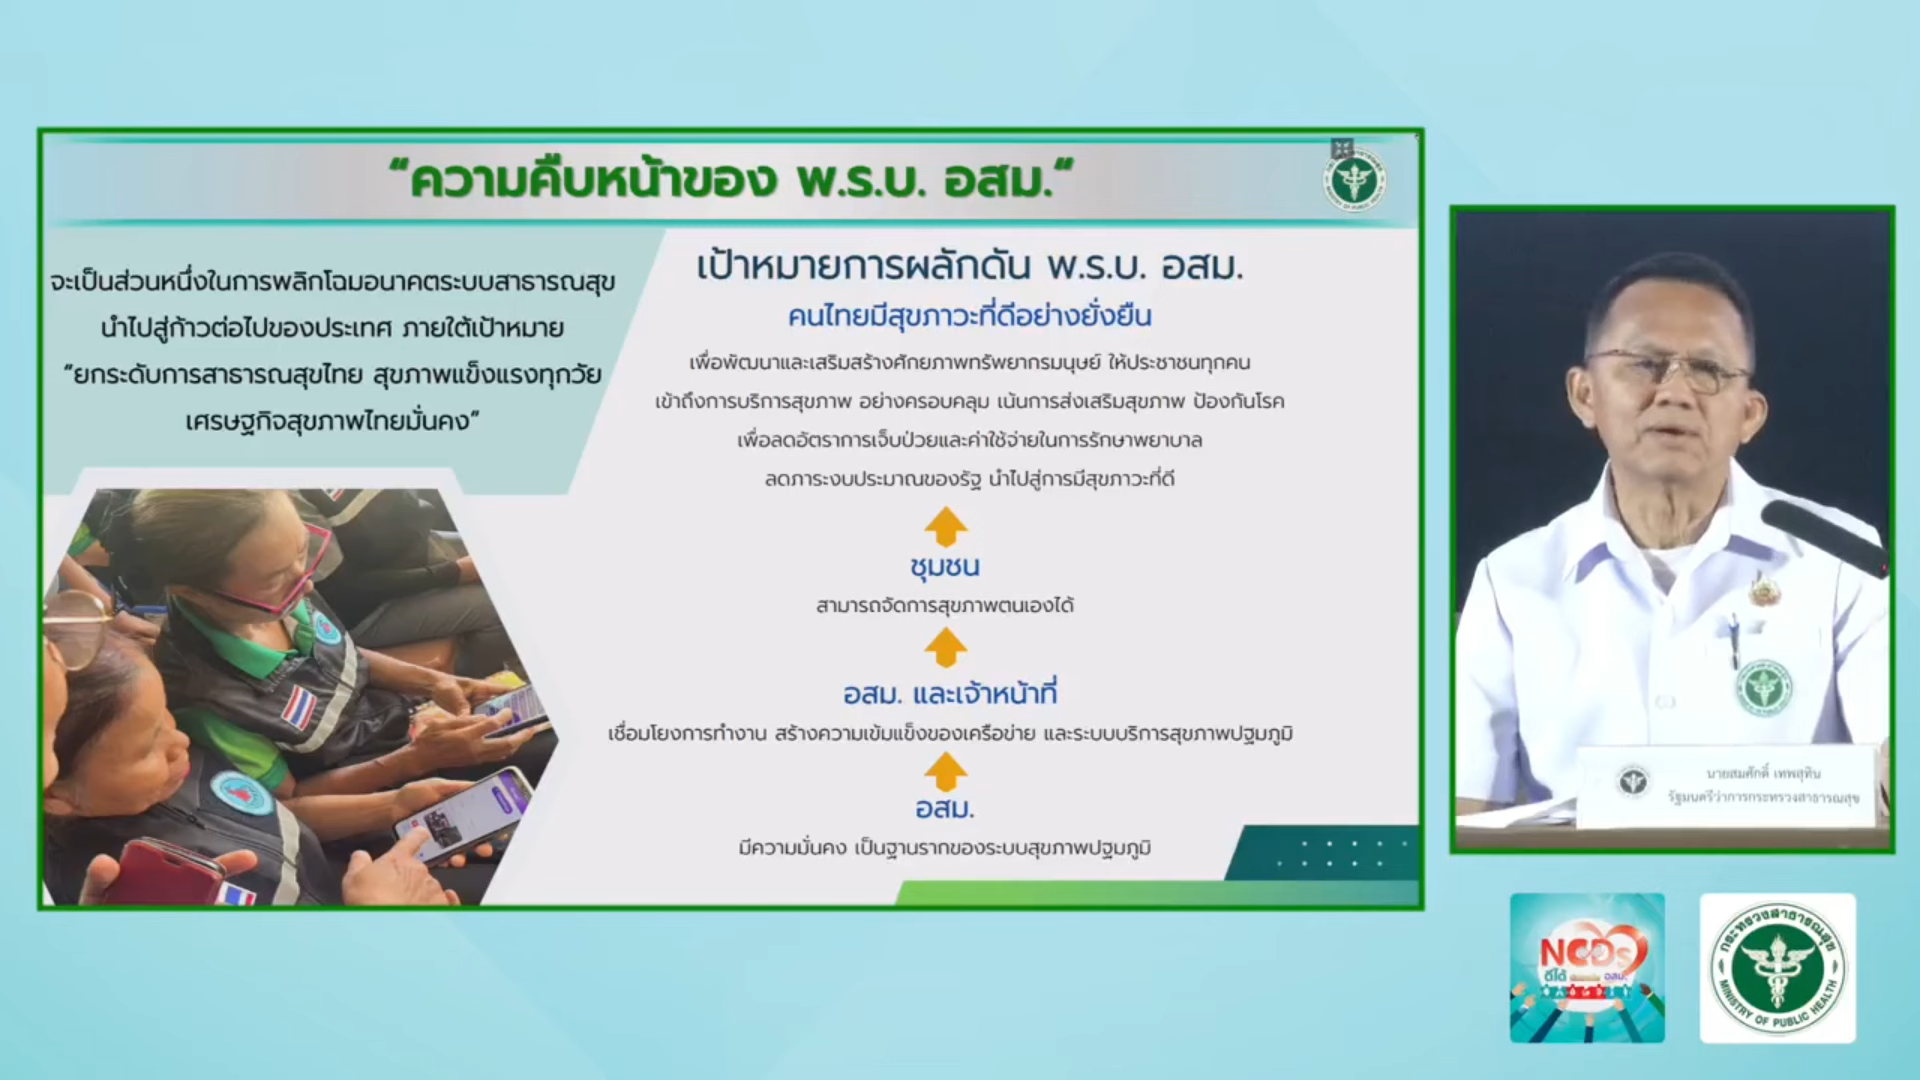 “ความคืบหน้าของ พ.ร.บ. อสม.“
จะเป็นส่วนหนึ่งในการพลิกโฉมอนาคตระบบสาธารณสุข
นำไปสู่ก้าวต่อไปของประเทศ ภายใต้เป้าหมาย
“ยกระดับการสาธารณสุขไทย สุขภาพแข็งแรงทุกวัย
เศรษฐกิจสุขภาพไทยมั่นคง”
เป้าหมายการผลักดัน พ.ร.บ. อสม.
คนไทยมีสุขภาวะที่ดีอย่างยั่งยืน
เพื่อพัฒนาและเสริมสร้างศักยภาพทรัพยากรมนุษย์ ให้ประชาชนทุกคน
เข้าถึงการบริการสุขภาพ อย่างครอบคลุม เน้นการส่งเสริมสุขภาพ ป้องกันโรค
เพื่อลดอัตราการเจ็บป่วยและค่าใช้จ่ายในการรักษาพยาบาล
ลดภาระงบประมาณของรัฐ นำไปสู่การมีสุขภาวะที่ดี
ชุมชน
สามารถจัดการสุขภาพตนเองได้
อสม. และเจ้าหน้าที่
เชื่อมโยงการทำงาน สร้างความเข้มแข็งของเครือข่าย และระบบบริการสุขภาพปฐมภูมิ
อสม.
มีความมั่นคง เป็นฐานรากของระบบสุขภาพปฐมภูมิ
นายสมศักดิ์ เทพสุทิน
รัฐมนตรีว่าการกระทรวงสาธารณสุข
NCDs
ดีได้ อสม.
กระทรวงสาธารณสุข
MINISTRY OF PUBLIC HEALTH